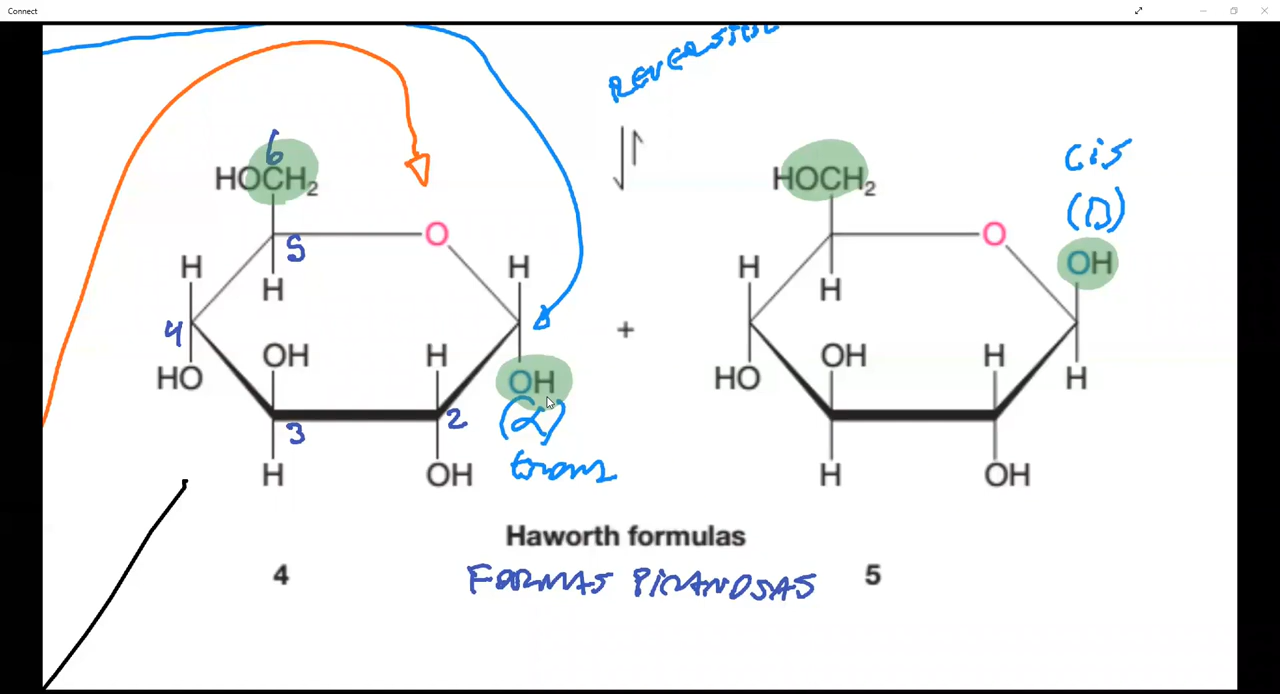 Connect
REVERSIBL
6
HOCH₂
HOCH₂
cis
(β)
5
O
O
OH
H
H
H
H
H
4
OH
H
OH
H
+
HO
OH
HO
H
(α)
3
2
trans
H
OH
H
OH
Haworth formulas
4
FORMAS PIRANOSAS
5